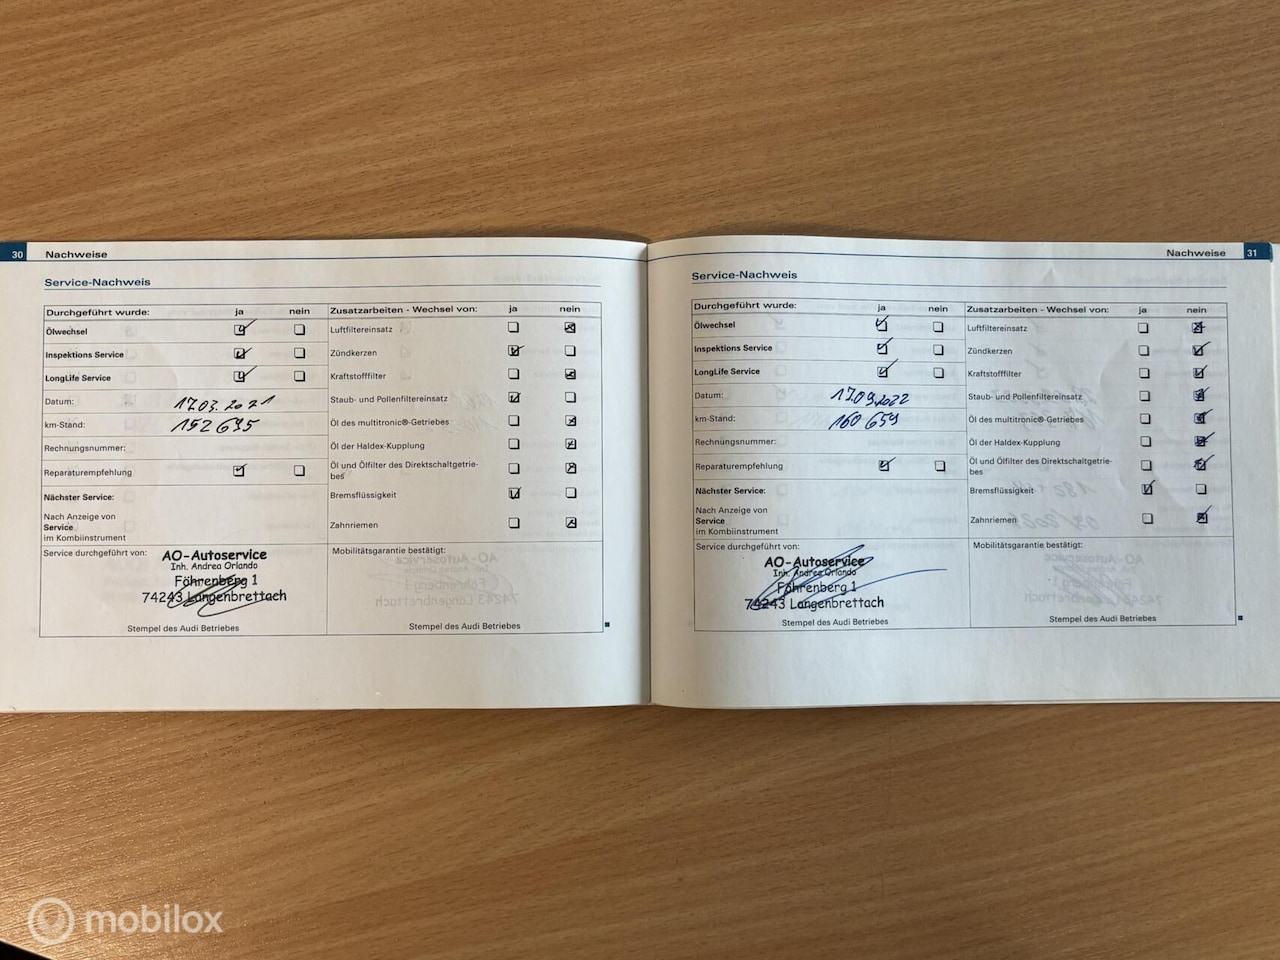 30 Nachweise
Service-Nachweis
Durchgeführt wurde: ja nein
Ölwechsel
Inspektions Service
LongLife Service
Datum: 17.03.2021
km-Stand: 152 675
Rechnungsnummer:
Reparaturempfehlung
Nächster Service:
Nach Anzeige von
Service
im Kombiinstrument
Service durchgeführt von:
AO-Autoservice
Inh. Andrea Orlando
Föhrenberg 1
74243 Langenbrettach
Stempel des Audi Betriebes
Zusatzarbeiten - Wechsel von: ja nein
Luftfiltereinsatz
Zündkerzen
Kraftstofffilter
Staub- und Pollenfiltereinsatz
Öl des multitronic®-Getriebes
Öl der Haldex-Kupplung
Öl und Ölfilter des Direktschaltgetrie-
bes
Bremsflüssigkeit
Zahnriemen
Mobilitätsgarantie bestätigt:
Stempel des Audi Betriebes
Nachweise 31
Service-Nachweis
Durchgeführt wurde: ja nein
Ölwechsel
Inspektions Service
LongLife Service
Datum: 17.09.2022
km-Stand: 160 659
Rechnungsnummer:
Reparaturempfehlung
Nächster Service:
Nach Anzeige von
Service
im Kombiinstrument
Service durchgeführt von:
AO-Autoservice
Inh. Andrea Orlando
Föhrenberg 1
74243 Langenbrettach
Stempel des Audi Betriebes
Zusatzarbeiten - Wechsel von: ja nein
Luftfiltereinsatz
Zündkerzen
Kraftstofffilter
Staub- und Pollenfiltereinsatz
Öl des multitronic®-Getriebes
Öl der Haldex-Kupplung
Öl und Ölfilter des Direktschaltgetrie-
bes
Bremsflüssigkeit
Zahnriemen
Mobilitätsgarantie bestätigt:
Stempel des Audi Betriebes
mobilox